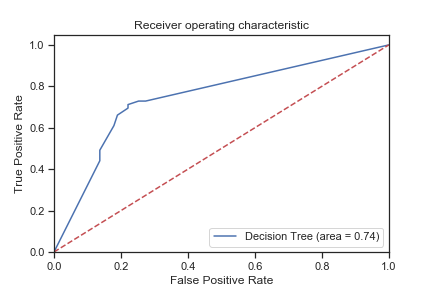 Receiver operating characteristic
True Positive Rate
1.0
0.8
0.6
0.4
0.2
0.0
Decision Tree (area = 0.74)
0.0 0.2 0.4 0.6 0.8 1.0
False Positive Rate